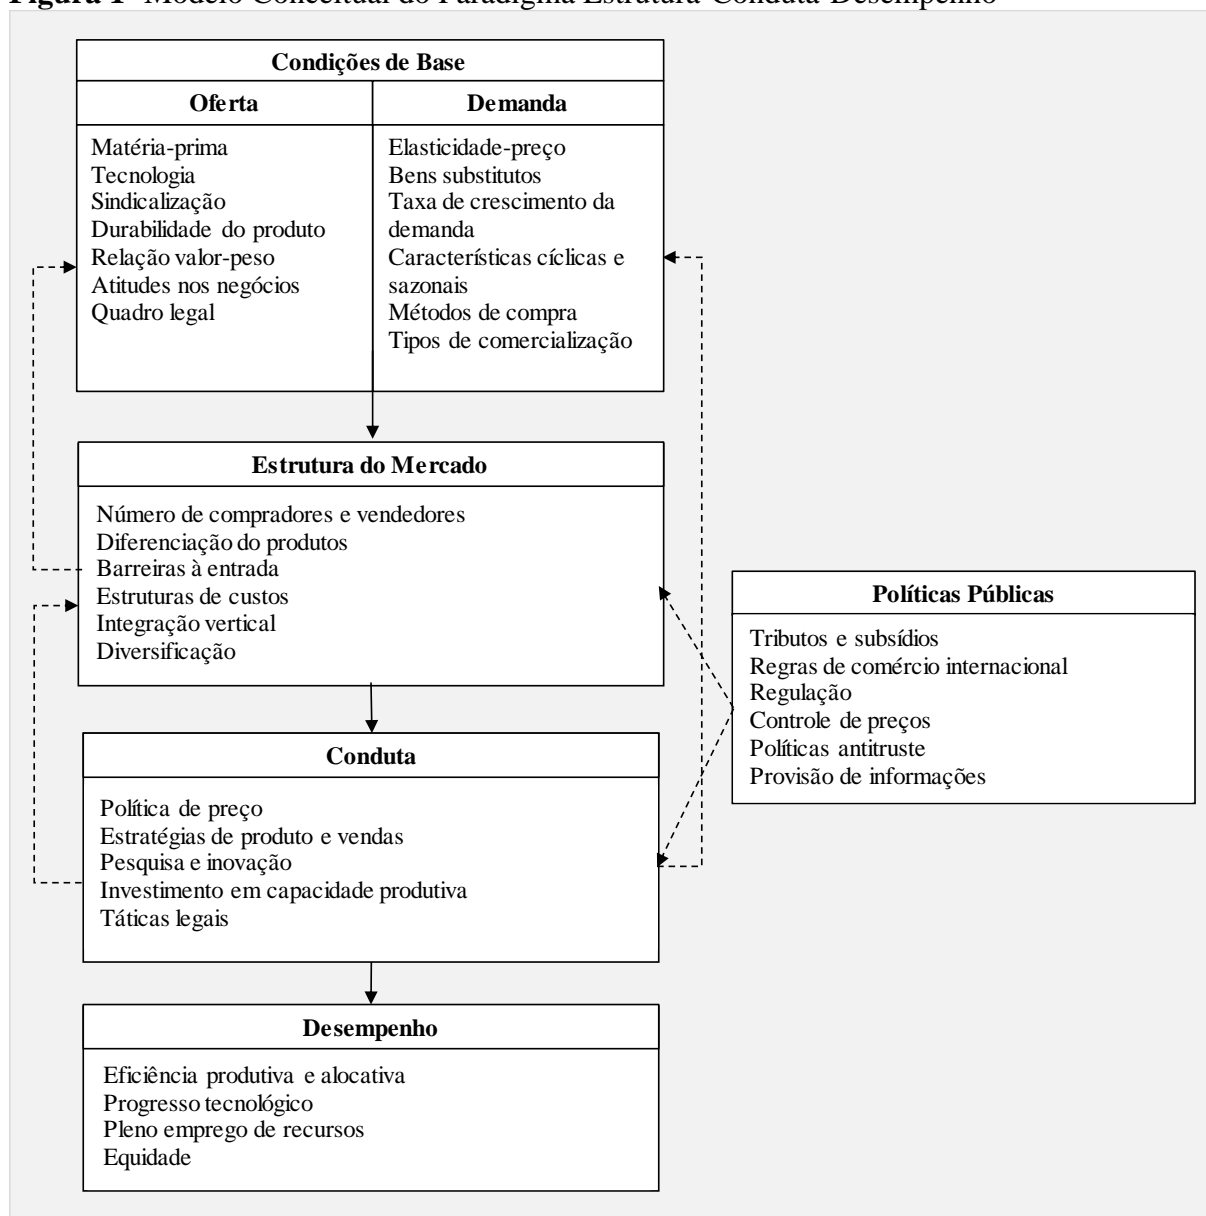 Figura 1- Modelo Conceitual do Paradigma Estrutura-Conduta-Desempenho
Condições de Base
Oferta
Demanda
Matéria-prima
Tecnologia
Sindicalização
Durabilidade do produto
Relação valor-peso
Atitudes nos negócios
Quadro legal
Elasticidade-preço
Bens substitutos
Taxa de crescimento da
demanda
Características cíclicas e
sazonais
Métodos de compra
Tipos de comercialização
Estrutura do Mercado
Número de compradores e vendedores
Diferenciação do produtos
Barreiras à entrada
Estruturas de custos
Integração vertical
Diversificação
Políticas Públicas
Tributos e subsídios
Regras de comércio internacional
Regulação
Controle de preços
Políticas antitruste
Provisão de informações
Conduta
Política de preço
Estratégias de produto e vendas
Pesquisa e inovação
Investimento em capacidade produtiva
Táticas legais
Desempenho
Eficiência produtiva e alocativa
Progresso tecnológico
Pleno emprego de recursos
Equidade